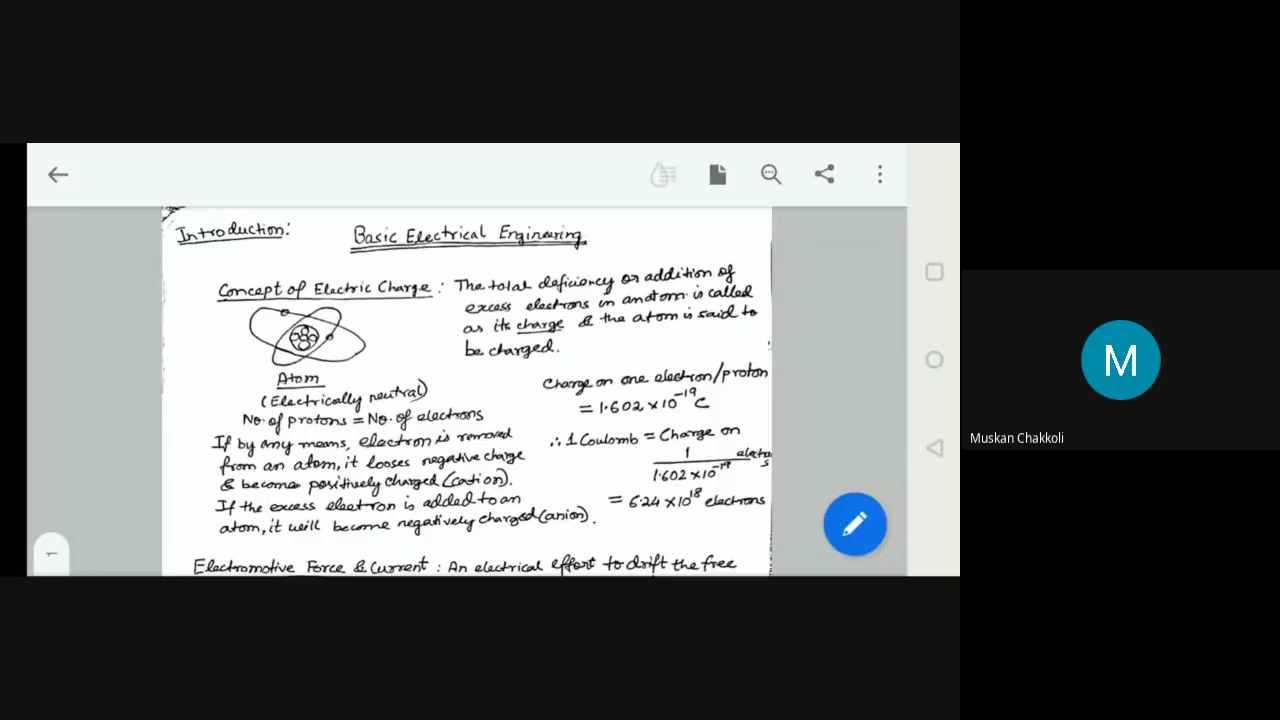 Introduction:
Basic Electrical Engineering
Concept of Electric Charge : The total deficiency or addition of
excess electrons in an atom is called
as its charge & the atom is said to
be charged.
Atom
(Electrically neutral)
No. of protons = No. of electrons
If by any means, electron is removed
from an atom, it looses negative charge
& become positively charged (cation).
If the excess electron is added to an
atom, it will become negatively charged (anion).
Charge on one electron/proton
= 1.602 × 10⁻¹⁹ C
∴ 1 Coulomb = Charge on
1
1.602 × 10⁻¹⁹
= 6.24 × 10¹⁸ electrons
Electromotive Force & Current : An electrical effort to drift the free
M
Muskan Chakkoli